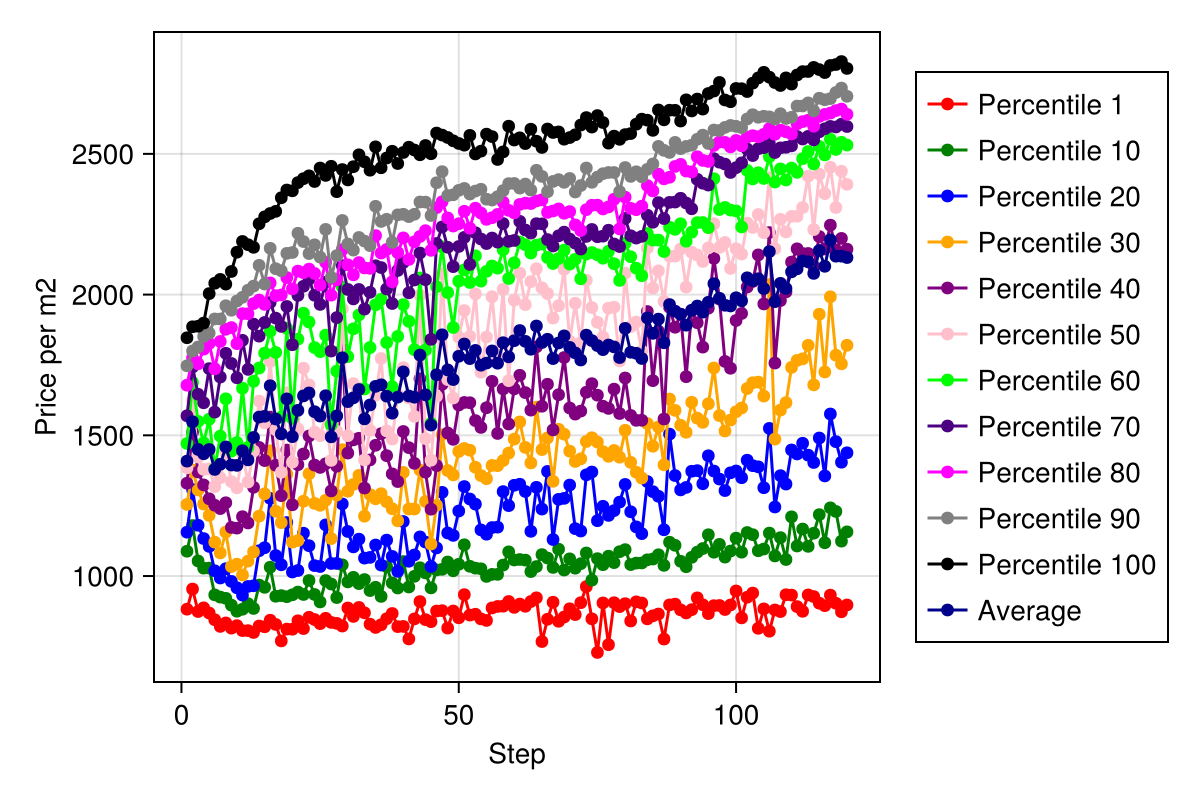 2500
2000
1500
1000
Price per m2
0
50
100
Step
Percentile 1
Percentile 10
Percentile 20
Percentile 30
Percentile 40
Percentile 50
Percentile 60
Percentile 70
Percentile 80
Percentile 90
Percentile 100
Average